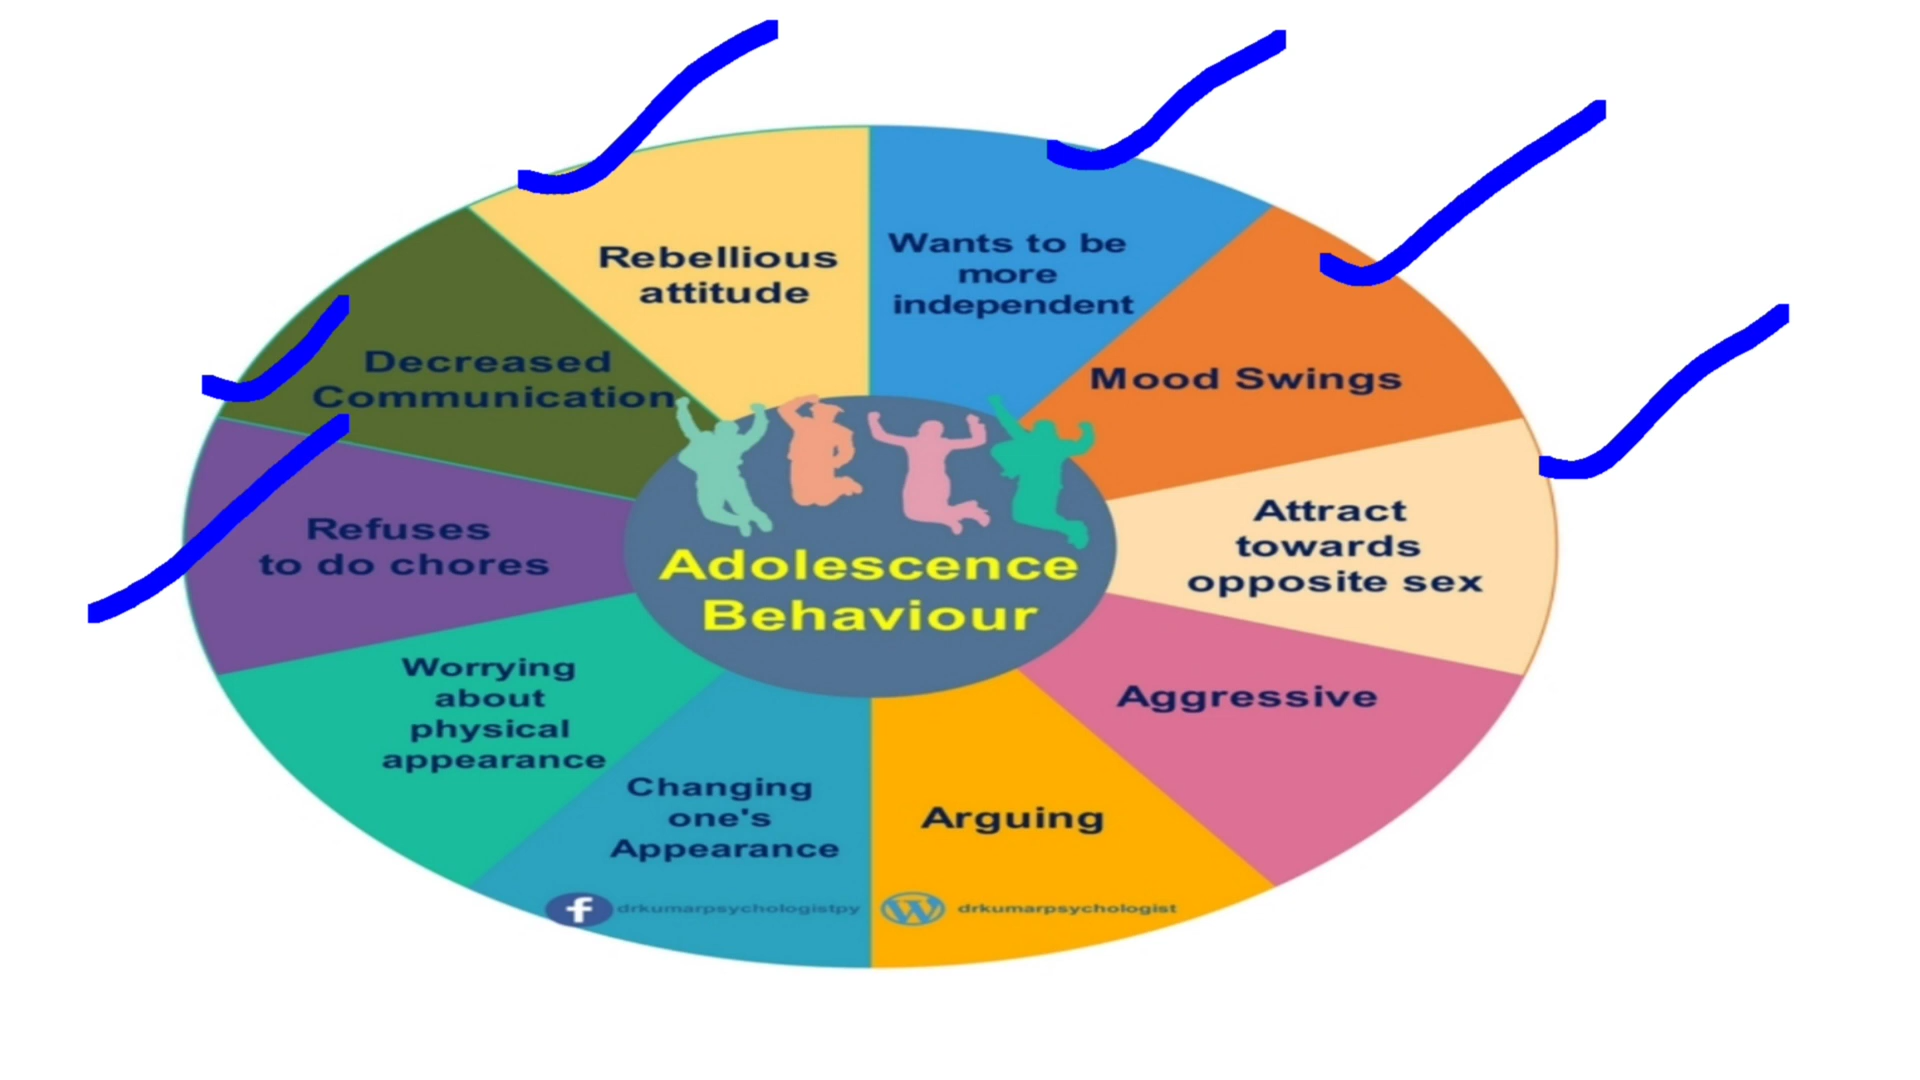 Rebellious
attitude
Wants to be
more
independent
Mood Swings
Attract
towards
opposite sex
Aggressive
Arguing
Changing
one's
Appearance
Worrying
about
physical
appearance
Refuses
to do chores
Decreased
Communication
Adolescence
Behaviour
f drkumarpsychologistpy
W drkumarpsychologist